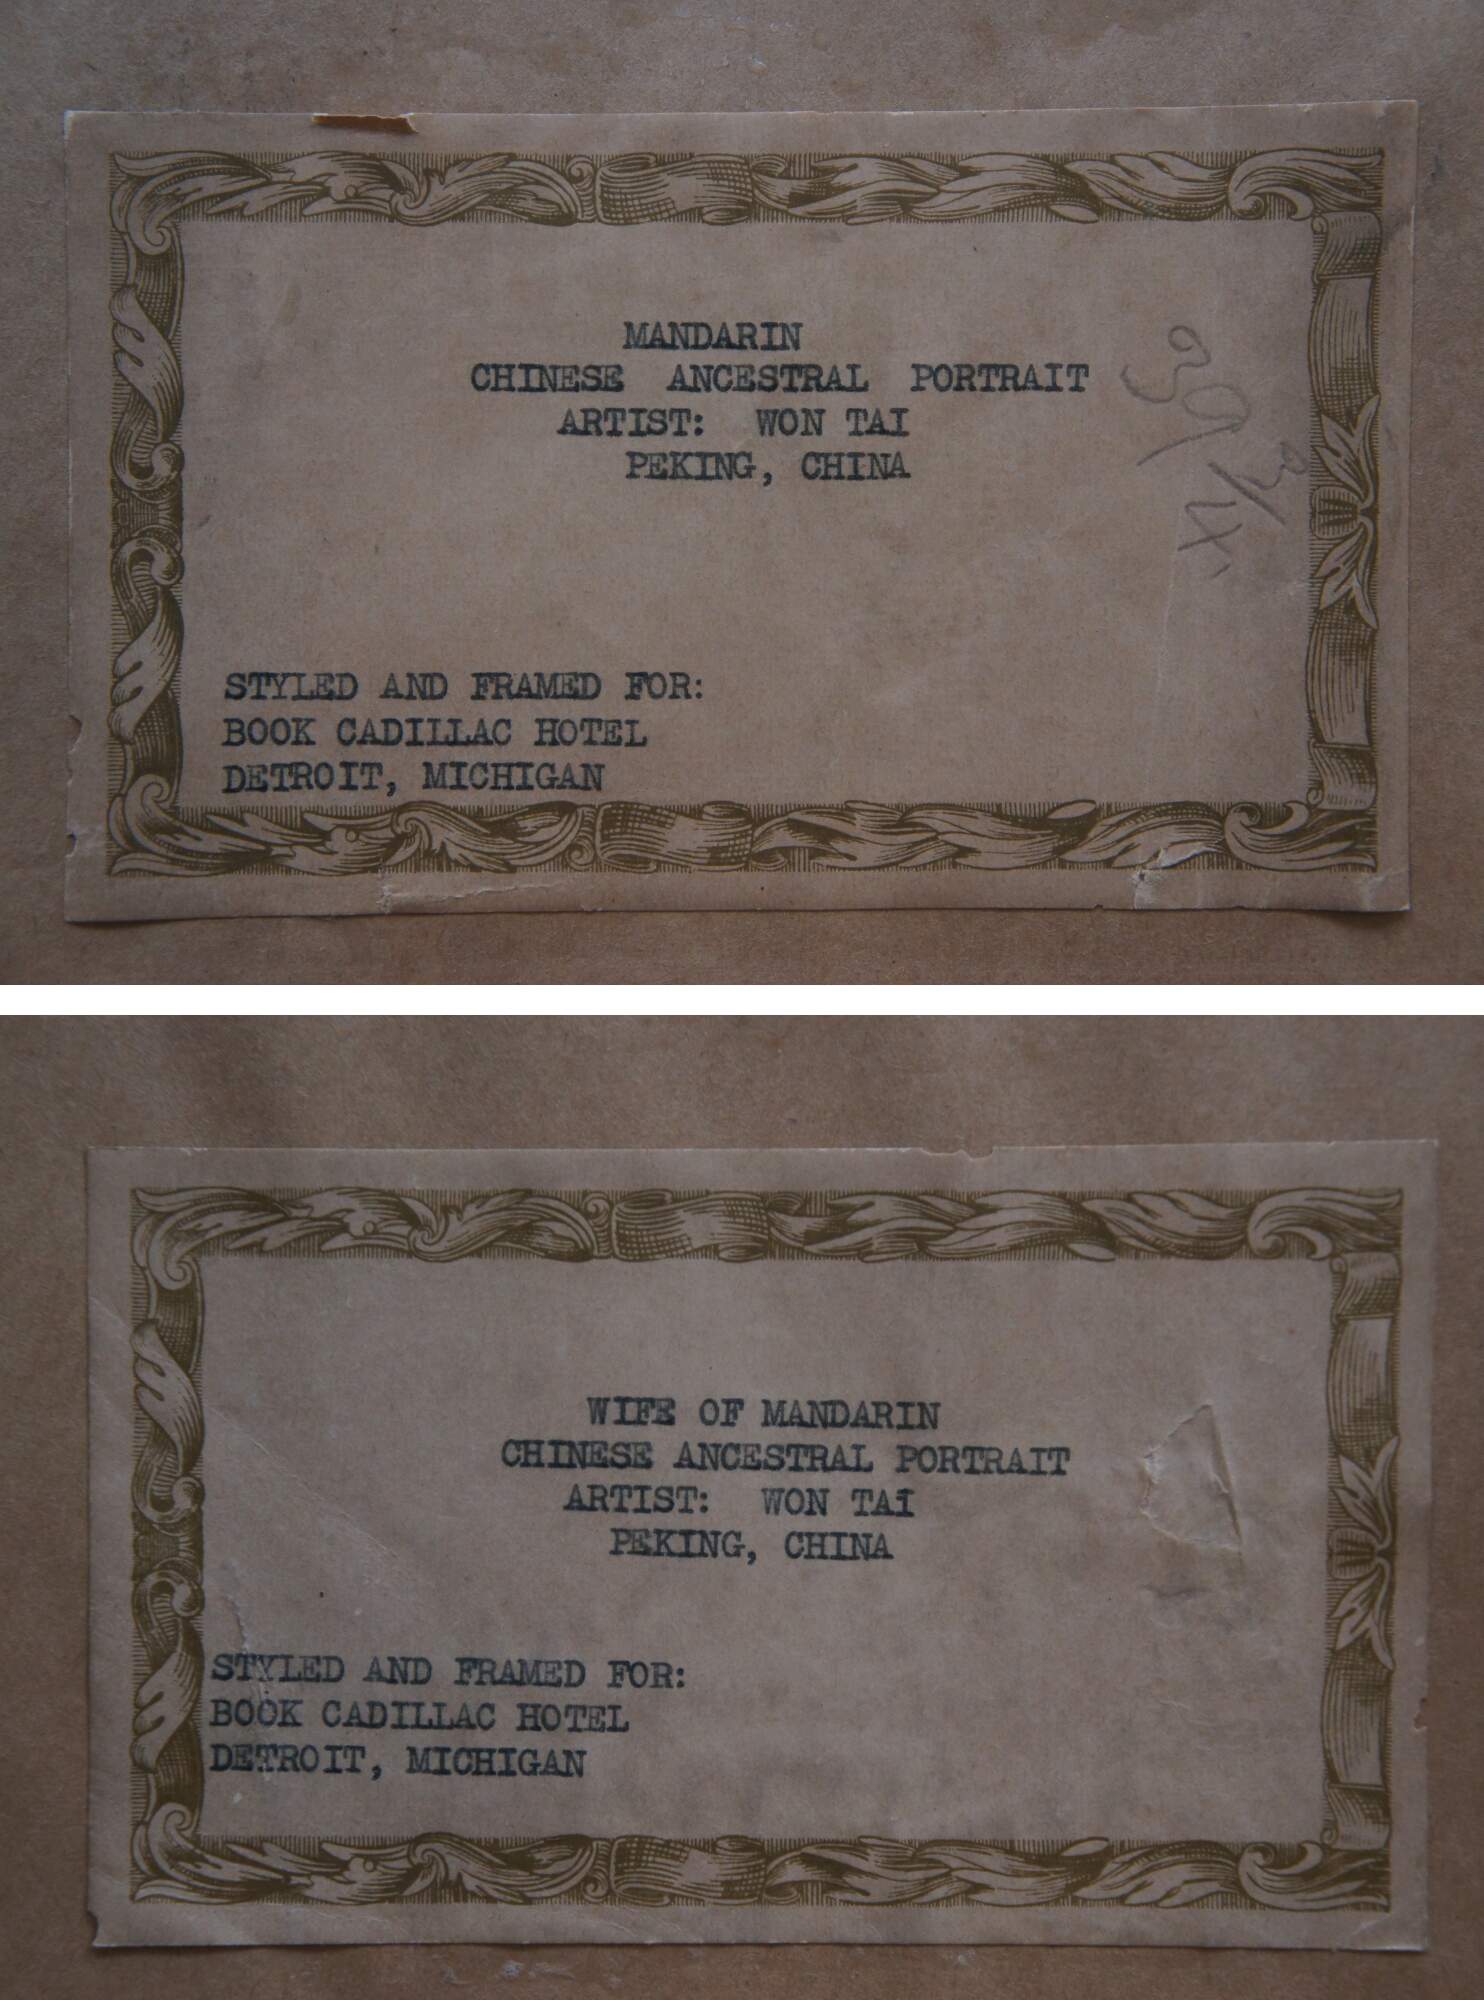 MANDARIN
CHINESE ANCESTRAL PORTRAIT
ARTIST: WON TAI
PEKING, CHINA
STYLED AND FRAMED FOR:
BOOK CADILLAC HOTEL
DETROIT, MICHIGAN
WIFE OF MANDARIN
CHINESE ANCESTRAL PORTRAIT
ARTIST: WON TAi
PEKING, CHINA
STYLED AND FRAMED FOR:
BOOK CADILLAC HOTEL
DETROIT, MICHIGAN